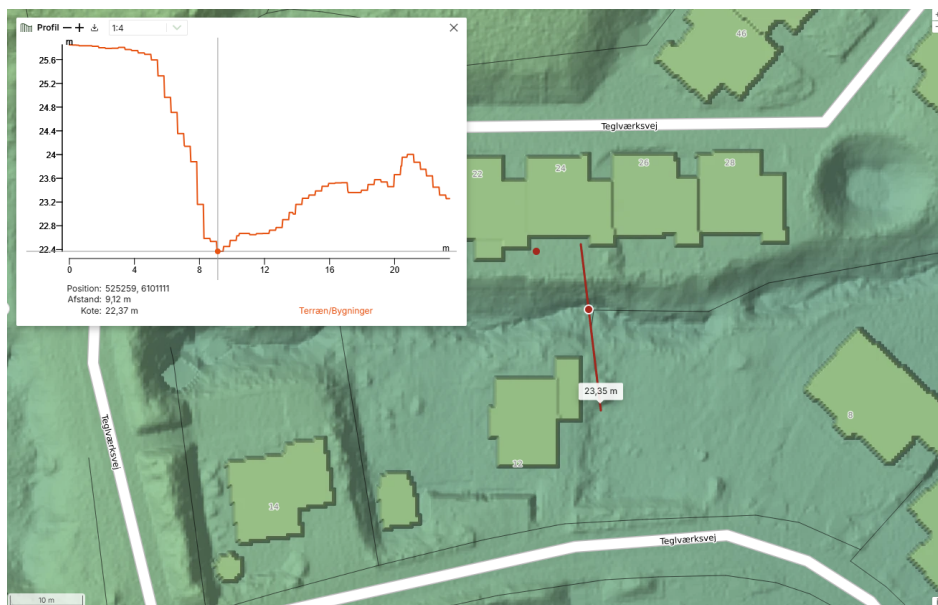 Profil
1:4
m
25.6
25.2
24.8
24.4
24
23.6
23.2
22.8
22.4
m
0
4
8
12
16
20
Position: 525259, 6101111
Afstand: 9,12 m
Kote: 22,37 m
Terræn/Bygninger
46
Teglværksvej
22
24
26
28
23,35 m
Teglværksvej
8
12
14
Teglværksvej
10 m